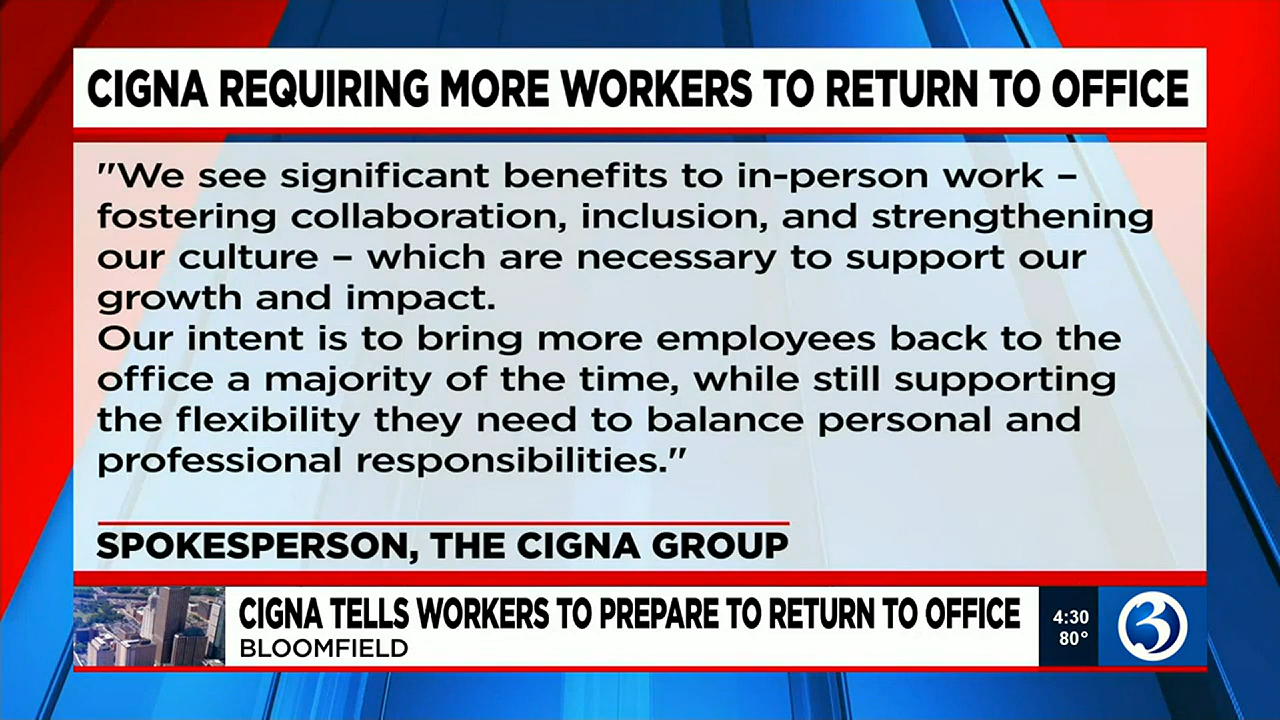 CIGNA REQUIRING MORE WORKERS TO RETURN TO OFFICE
"We see significant benefits to in-person work –
fostering collaboration, inclusion, and strengthening
our culture – which are necessary to support our
growth and impact.
Our intent is to bring more employees back to the
office a majority of the time, while still supporting
the flexibility they need to balance personal and
professional responsibilities."
SPOKESPERSON, THE CIGNA GROUP
CIGNA TELLS WORKERS TO PREPARE TO RETURN TO OFFICE
BLOOMFIELD
4:30
80°
3